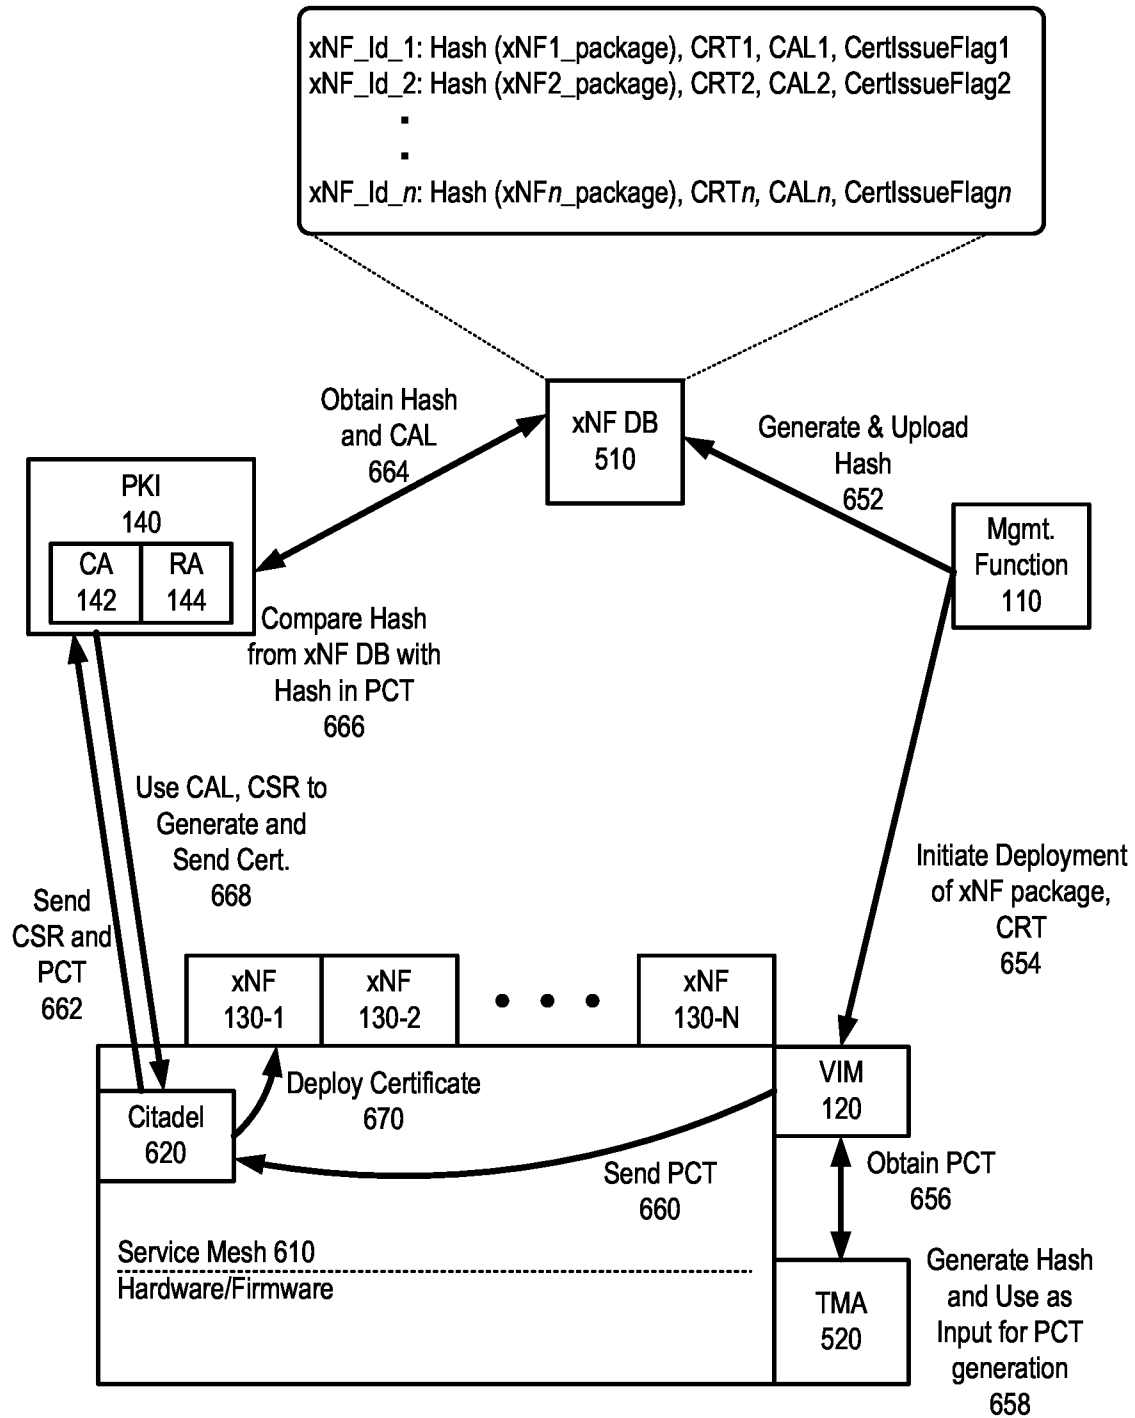 xNF_Id_1: Hash (xNF1_package), CRT1, CAL1, CertIssueFlag1
xNF_Id_2: Hash (xNF2_package), CRT2, CAL2, CertIssueFlag2
xNF_Id_n: Hash (xNFn_package), CRTn, CALn, CertIssueFlagn
Obtain Hash
and CAL
664
xNF DB
510
Generate & Upload
Hash
652
PKI
140
CA
142
RA
144
Mgmt.
Function
110
Compare Hash
from xNF DB with
Hash in PCT
666
Use CAL, CSR to
Generate and
Send Cert.
668
Send
CSR and
PCT
662
Initiate Deployment
of xNF package,
CRT
654
xNF
130-1
xNF
130-2
xNF
130-N
VIM
120
Citadel
620
Deploy Certificate
670
Send PCT
660
Obtain PCT
656
Service Mesh 610
Hardware/Firmware
TMA
520
Generate Hash
and Use as
Input for PCT
generation
658